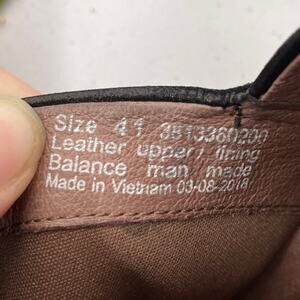 Size 41 3813360200
Leather upper/ lining
Balance man made
Made in Vietnam 03-08-2018